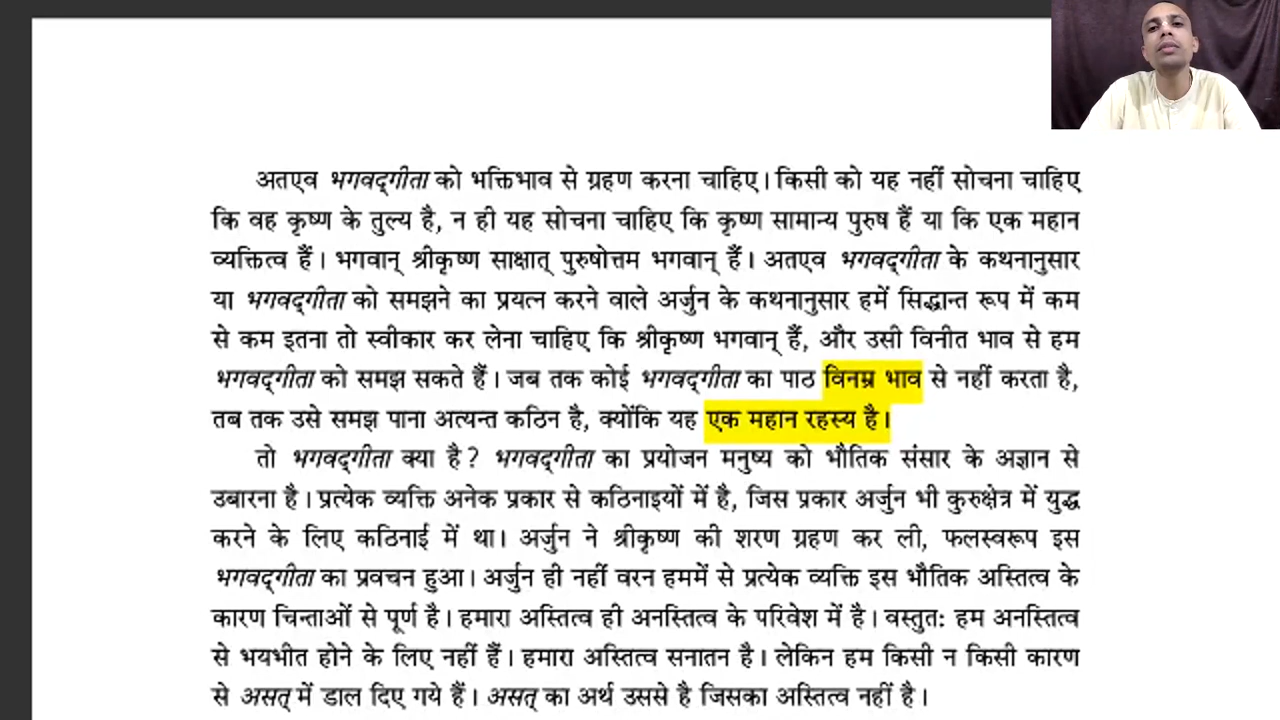 अतएव भगवद्‌गीता को भक्तिभाव से ग्रहण करना चाहिए। किसी को यह नहीं सोचना चाहिए
कि वह कृष्ण के तुल्य है, न ही यह सोचना चाहिए कि कृष्ण सामान्य पुरुष हैं या कि एक महान
व्यक्तित्व हैं। भगवान् श्रीकृष्ण साक्षात् पुरुषोत्तम भगवान् हैं। अतएव भगवद्‌गीता के कथनानुसार
या भगवद्‌गीता को समझने का प्रयत्न करने वाले अर्जुन के कथनानुसार हमें सिद्धान्त रूप में कम
से कम इतना तो स्वीकार कर लेना चाहिए कि श्रीकृष्ण भगवान् हैं, और उसी विनीत भाव से हम
भगवद्‌गीता को समझ सकते हैं। जब तक कोई भगवद्‌गीता का पाठ विनम्र भाव से नहीं करता है,
तब तक उसे समझ पाना अत्यन्त कठिन है, क्योंकि यह एक महान रहस्य है।
तो भगवद्‌गीता क्या है? भगवद्‌गीता का प्रयोजन मनुष्य को भौतिक संसार के अज्ञान से
उबारना है। प्रत्येक व्यक्ति अनेक प्रकार से कठिनाइयों में है, जिस प्रकार अर्जुन भी कुरुक्षेत्र में युद्ध
करने के लिए कठिनाई में था। अर्जुन ने श्रीकृष्ण की शरण ग्रहण कर ली, फलस्वरूप इस
भगवद्‌गीता का प्रवचन हुआ। अर्जुन ही नहीं वरन हममें से प्रत्येक व्यक्ति इस भौतिक अस्तित्व के
कारण चिन्ताओं से पूर्ण है। हमारा अस्तित्व ही अनस्तित्व के परिवेश में है। वस्तुतः हम अनस्तित्व
से भयभीत होने के लिए नहीं हैं। हमारा अस्तित्व सनातन है। लेकिन हम किसी न किसी कारण
से असत् में डाल दिए गये हैं। असत् का अर्थ उससे है जिसका अस्तित्व नहीं है।